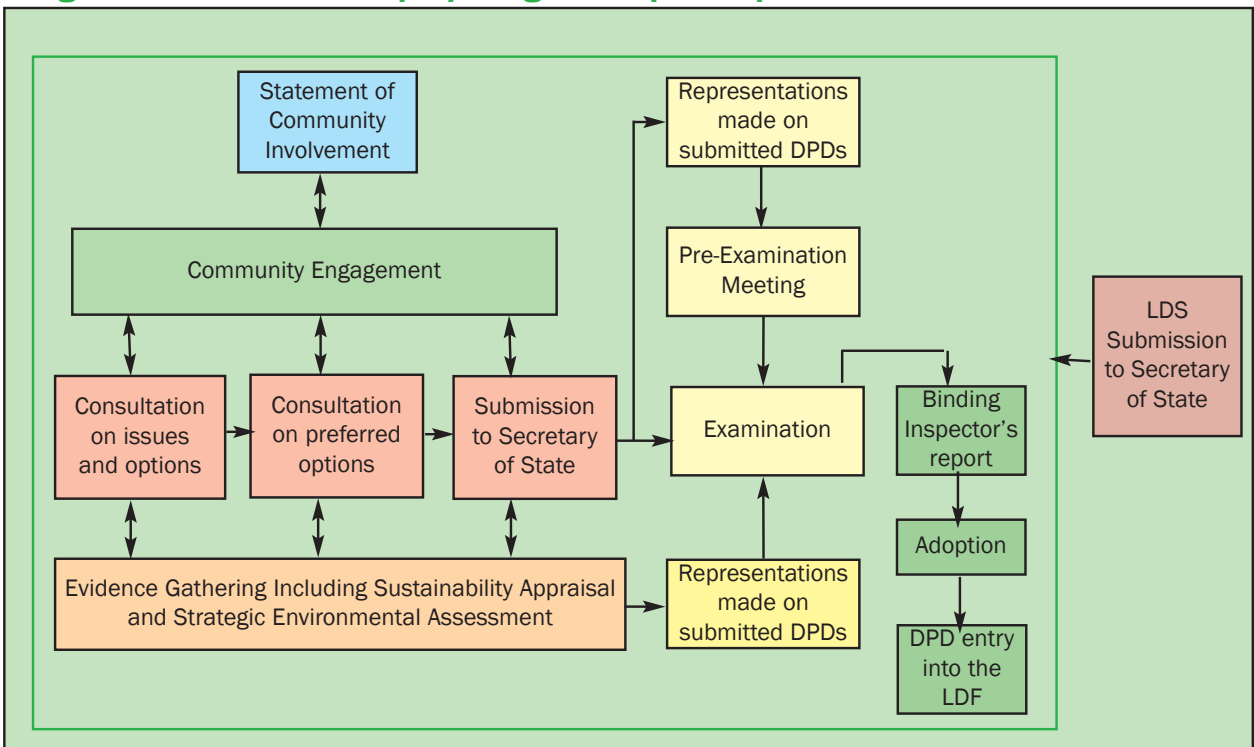 Statement of
Community
Involvement
Community Engagement
Consultation
on issues
and options
Consultation
on preferred
options
Submission
to Secretary
of State
Evidence Gathering Including Sustainability Appraisal
and Strategic Environmental Assessment
Representations
made on
submitted DPDs
Pre-Examination
Meeting
Examination
Representations
made on
submitted DPDs
Binding
Inspector's
report
Adoption
DPD entry
into the
LDF
LDS
Submission
to Secretary
of State